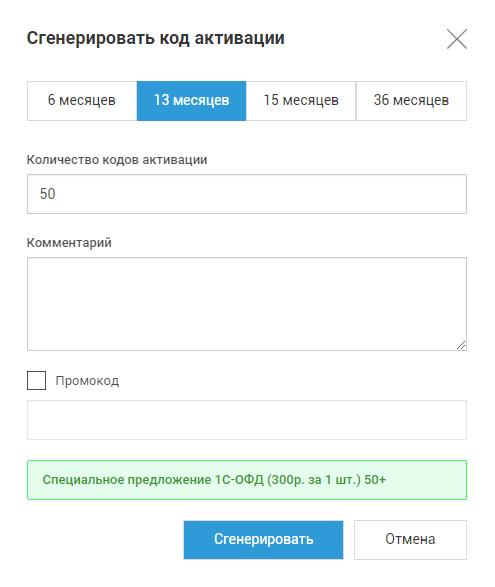 Сгенерировать код активации
6 месяцев 13 месяцев 15 месяцев 36 месяцев
Количество кодов активации
50
Комментарий
Промокод
Специальное предложение 1С-ОФД (300р. за 1 шт.) 50+
Сгенерировать Отмена